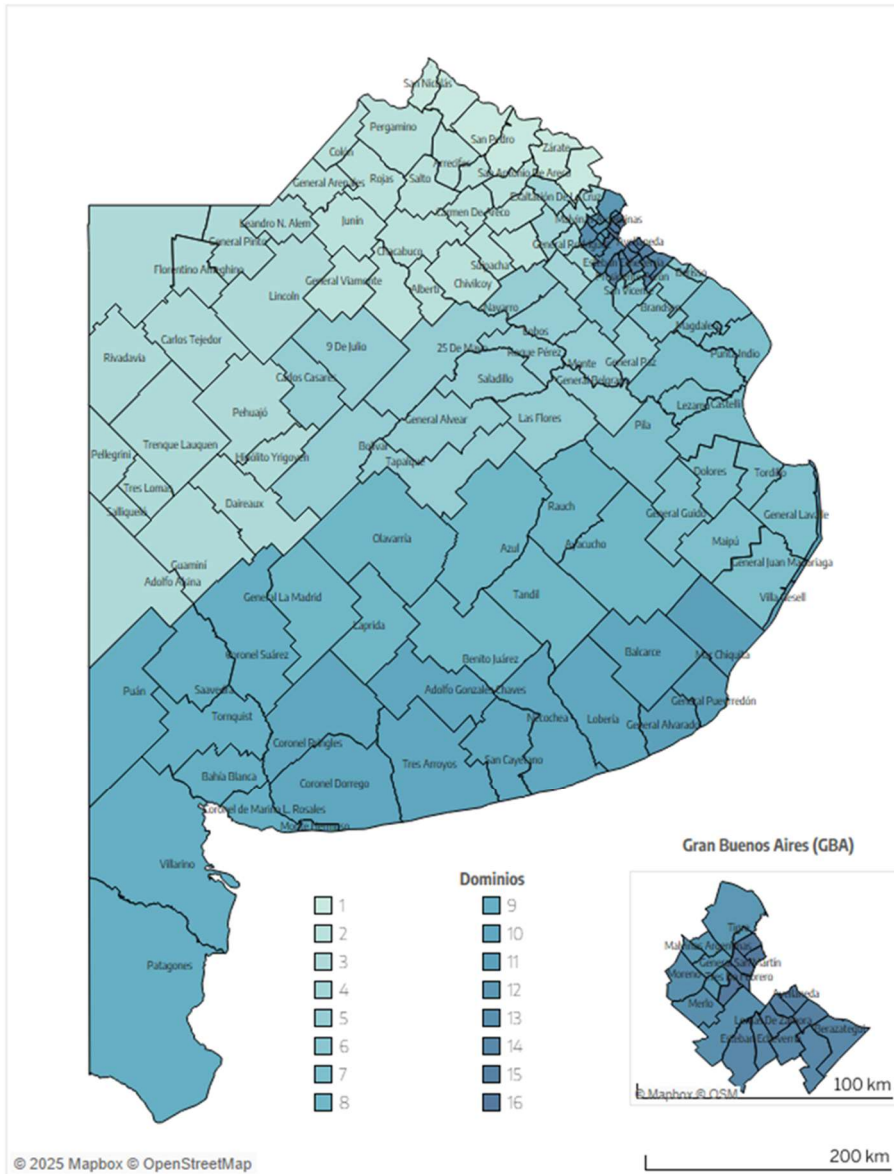 San Nicolás
Pergamino
San Pedro
Colón
Zárate
Arrecifes
General Arenales
Rojas
Salto
San Antonio De Areco
Exaltación De La Cruz
Leandro N. Alem
Junín
Carmen De Areco
General Pinto
General Rodríguez
Chacabuco
Suipacha
Florentino Ameghino
General Viamonte
Alberti
Chivilcoy
Lincoln
San Vicente
Navarro
Brandsen
Magdalena
Carlos Tejedor
Rivadavia
9 De Julio
25 De Mayo
Lobos
Roque Pérez
Monte
General Paz
Punta Indio
Carlos Casares
Saladillo
General Belgrano
Pehuajó
Lezama
Castelli
General Alvear
Las Flores
Pila
Trenque Lauquen
Bolívar
Pellegrini
Hipólito Yrigoyen
Tapalqué
Dolores
Tordillo
Tres Lomas
Daireaux
Salliqueló
Rauch
General Guido
General Lavalle
Olavarría
Azul
Ayacucho
Maipú
Guaminí
General Juan Madariaga
Adolfo Alsina
General La Madrid
Tandil
Villa Gesell
Laprida
Coronel Suárez
Benito Juárez
Balcarce
Mar Chiquita
Puán
Saavedra
Adolfo Gonzales Chaves
General Pueyrredón
Tornquist
Necochea
Lobería
General Alvarado
Coronel Pringles
San Cayetano
Tres Arroyos
Bahía Blanca
Coronel Dorrego
Coronel de Marina L. Rosales
Monte Hermoso
Villarino
Patagones
Dominios
1
2
3
4
5
6
7
8
9
10
11
12
13
14
15
16
Gran Buenos Aires (GBA)
Tigre
Malvinas Argentinas
General San Martín
Moreno
Tres De Febrero
Merlo
Avellaneda
Lomas De Zamora
Berazategui
Esteban Echeverría
© Mapbox © OSM
100 km
© 2025 Mapbox © OpenStreetMap
200 km